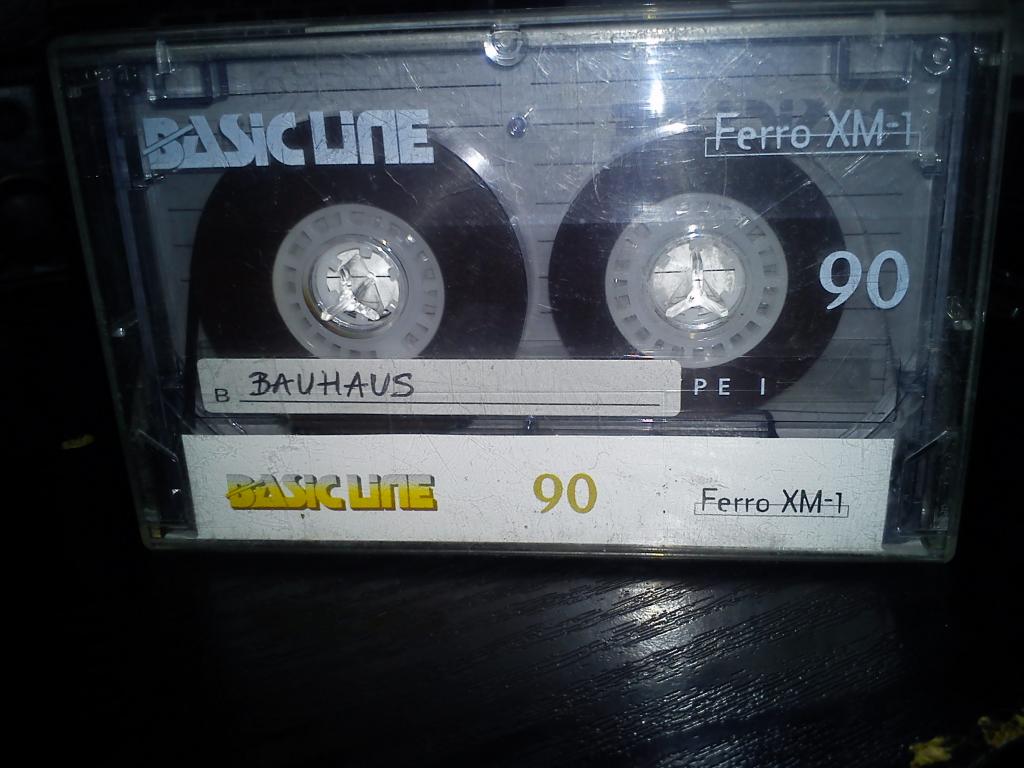 BASIC LINE
Ferro XM-1
90
B BAUHAUS
PE I
BASIC LINE 90 Ferro XM-1